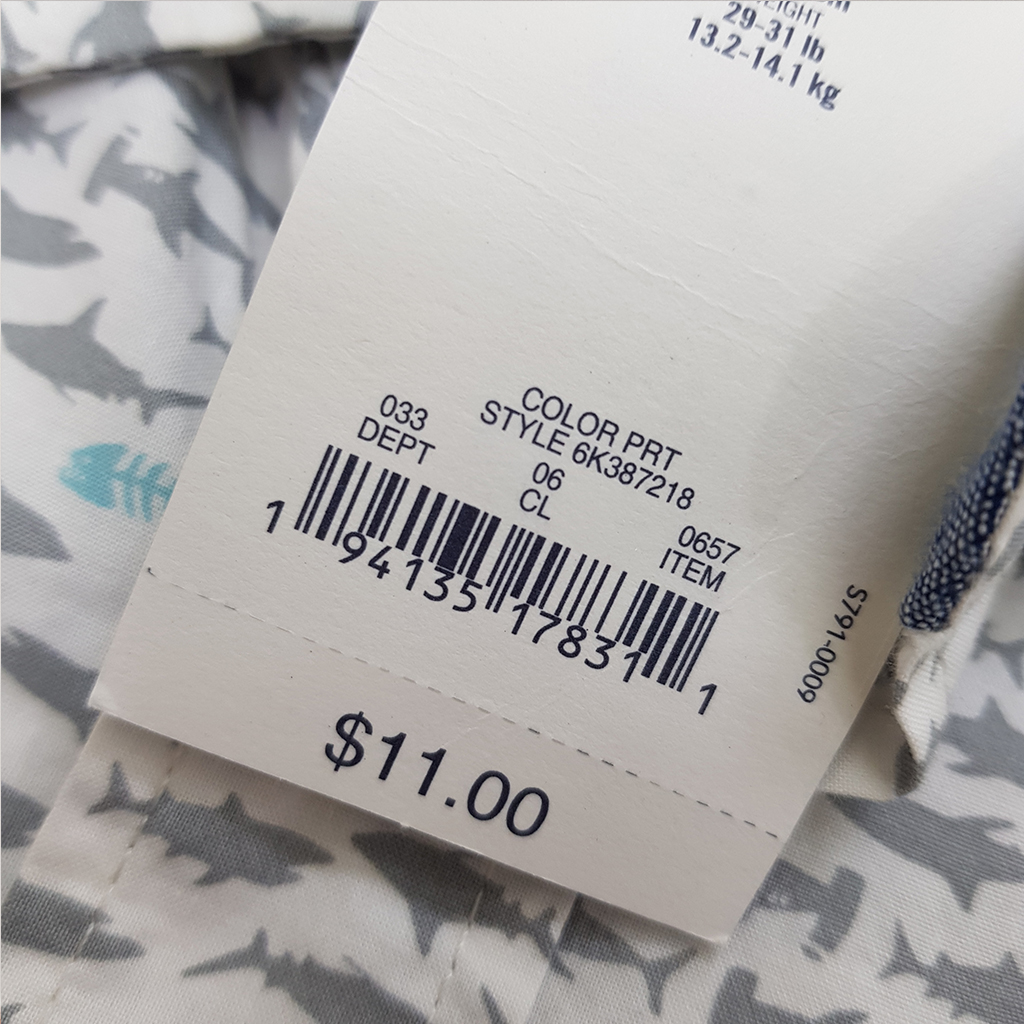 29-31 lb
13.2-14.1 kg
COLOR PRT
STYLE 6K387218
033
DEPT
06
CL
0657
ITEM
1 94135 17831 1
S791-0009
$11.00